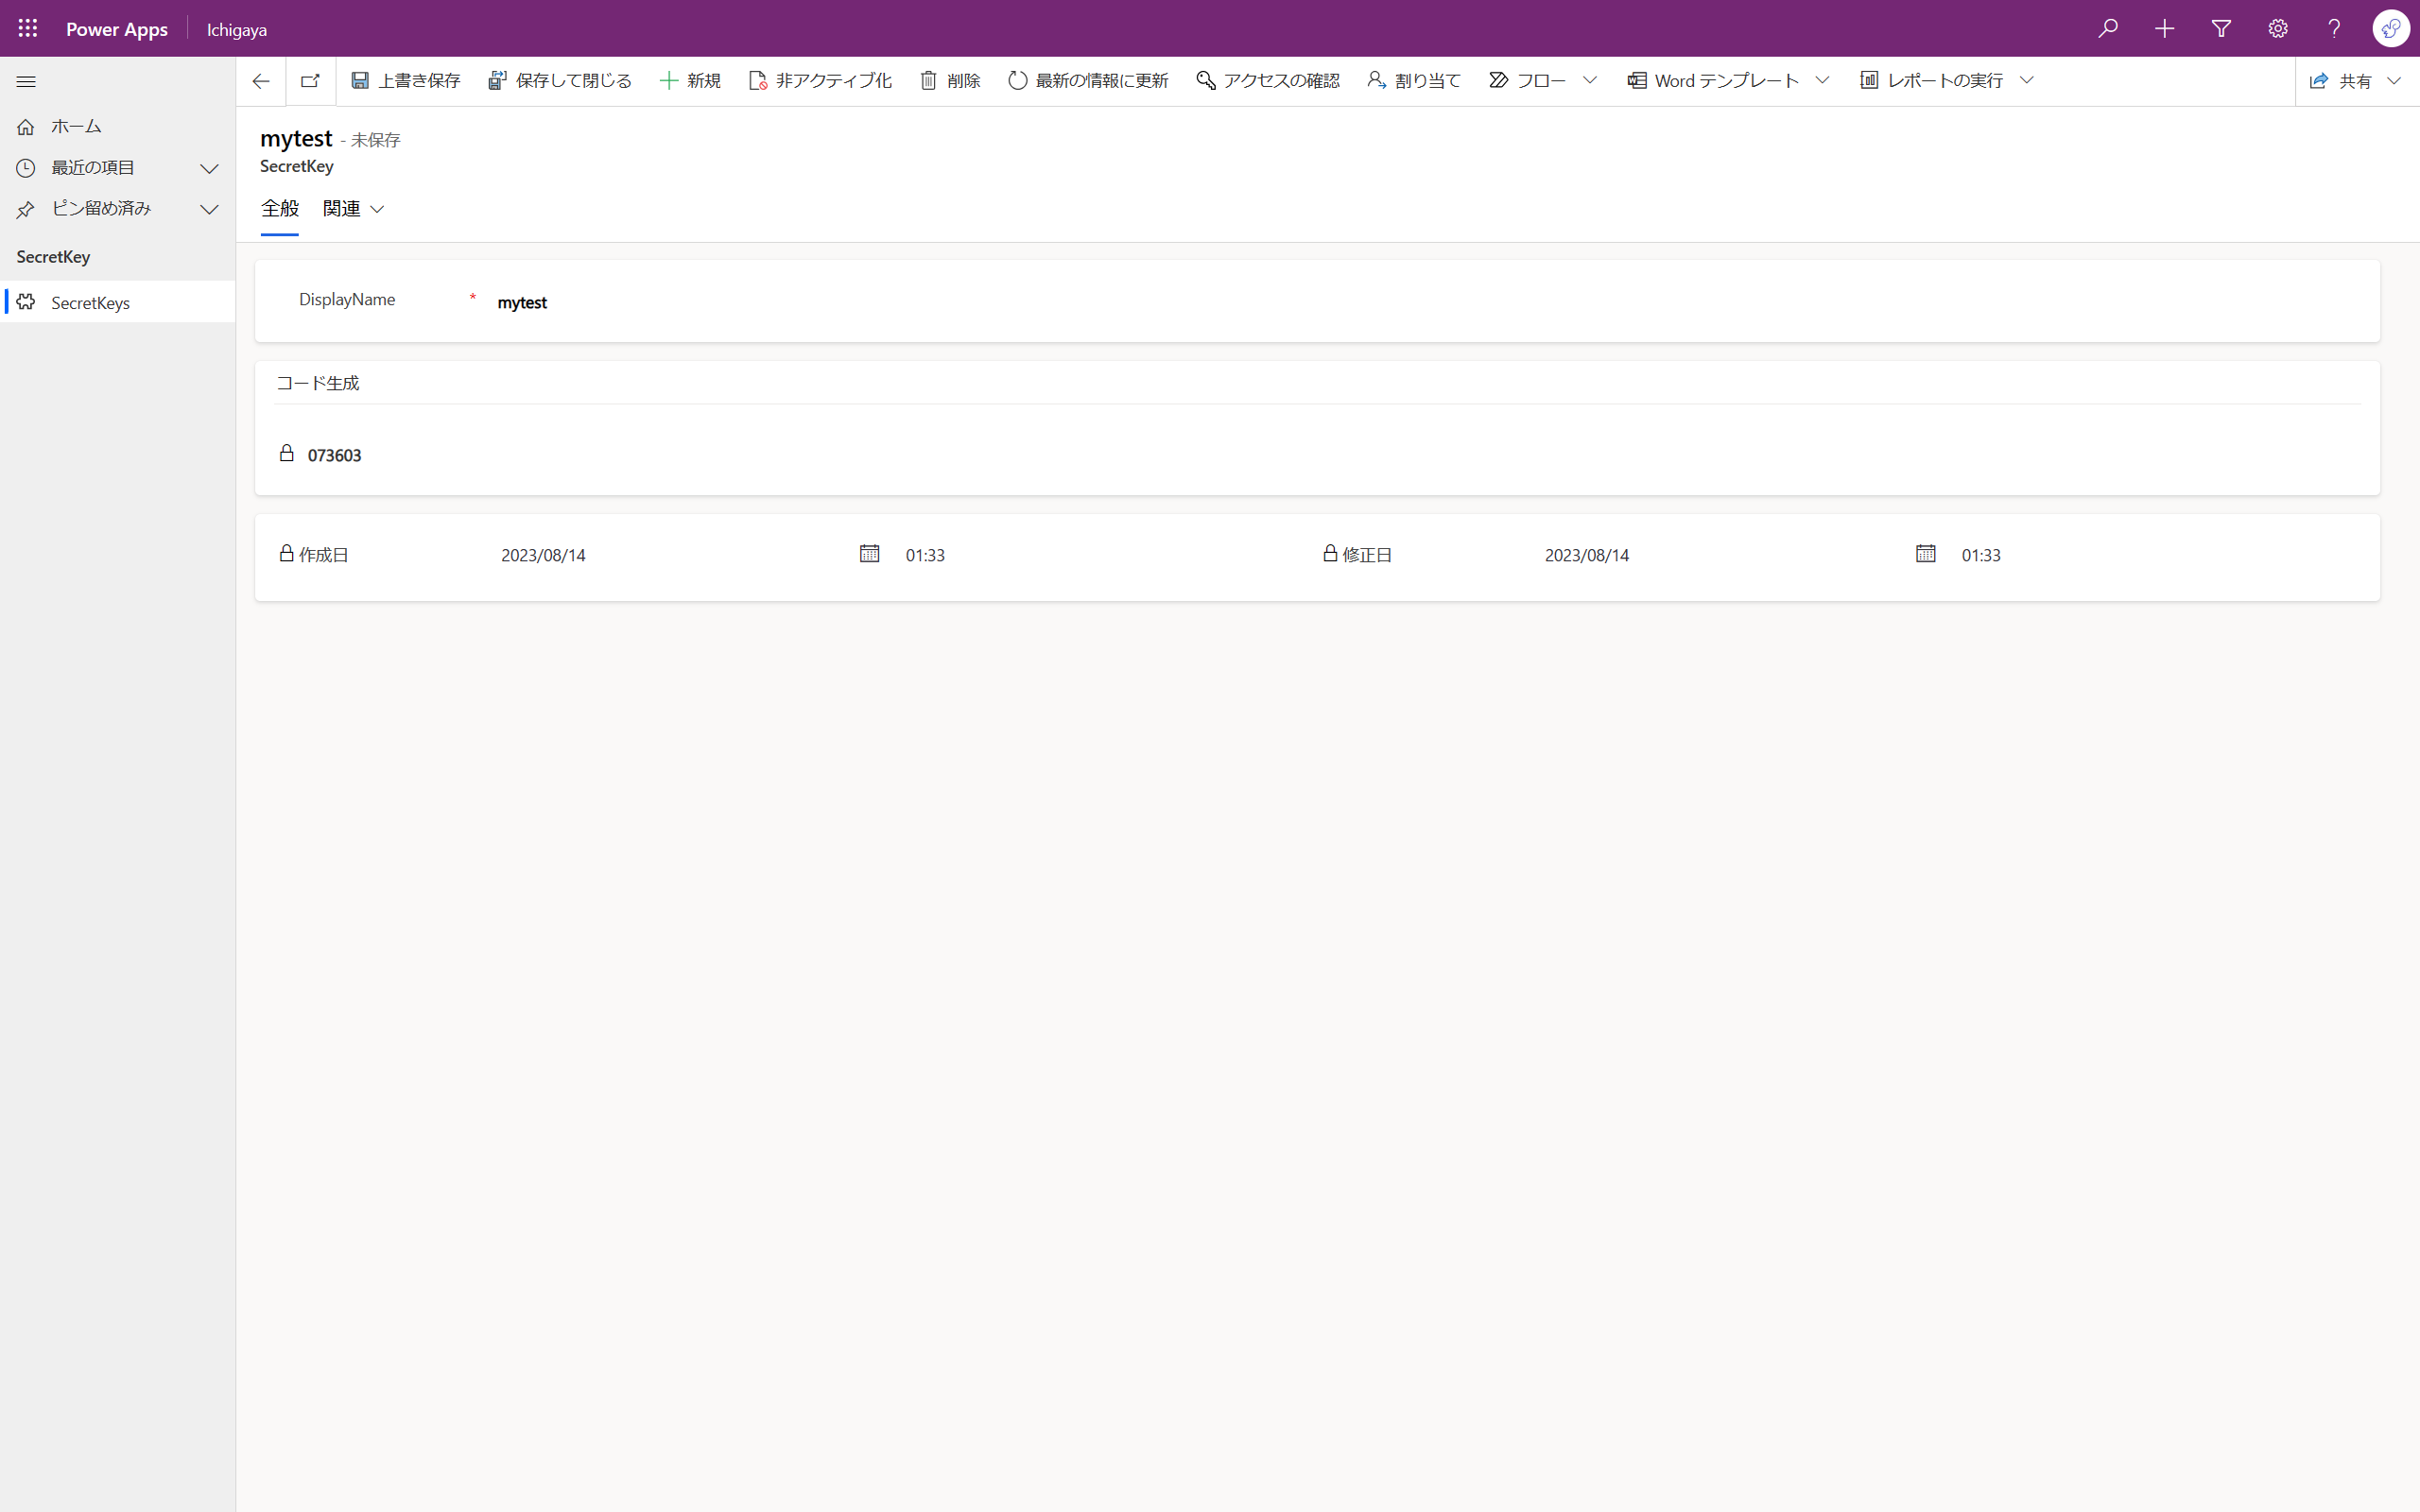 Power Apps Ichigaya
上書き保存 保存して閉じる 新規 非アクティブ化 削除 最新の情報に更新 アクセスの確認 割り当て フロー Word テンプレート レポートの実行 共有
ホーム
最近の項目
ピン留め済み
SecretKey
SecretKeys
mytest - 未保存
SecretKey
全般 関連
DisplayName * mytest
コード生成
073603
作成日 2023/08/14 01:33 修正日 2023/08/14 01:33